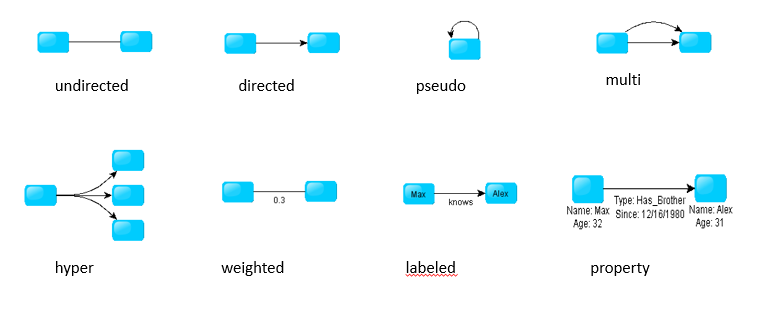 undirected
directed
pseudo
multi
0.3
Max
knows
Alex
Name: Max
Age: 32
Type: Has_Brother
Since: 12/16/1980
Name: Alex
Age: 31
hyper
weighted
labeled
property